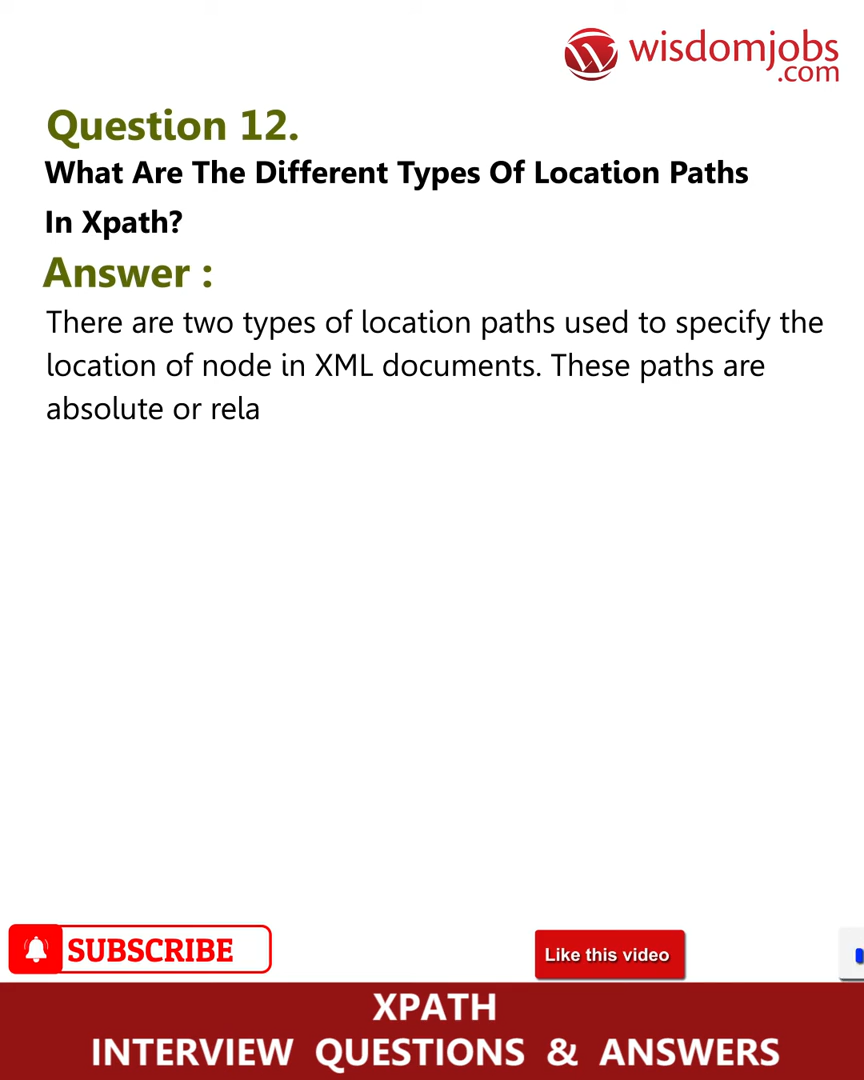 wisdomjobs
.com
Question 12.
What Are The Different Types Of Location Paths
In Xpath?
Answer :
There are two types of location paths used to specify the
location of node in XML documents. These paths are
absolute or rela
SUBSCRIBE
Like this video
XPATH
INTERVIEW QUESTIONS & ANSWERS